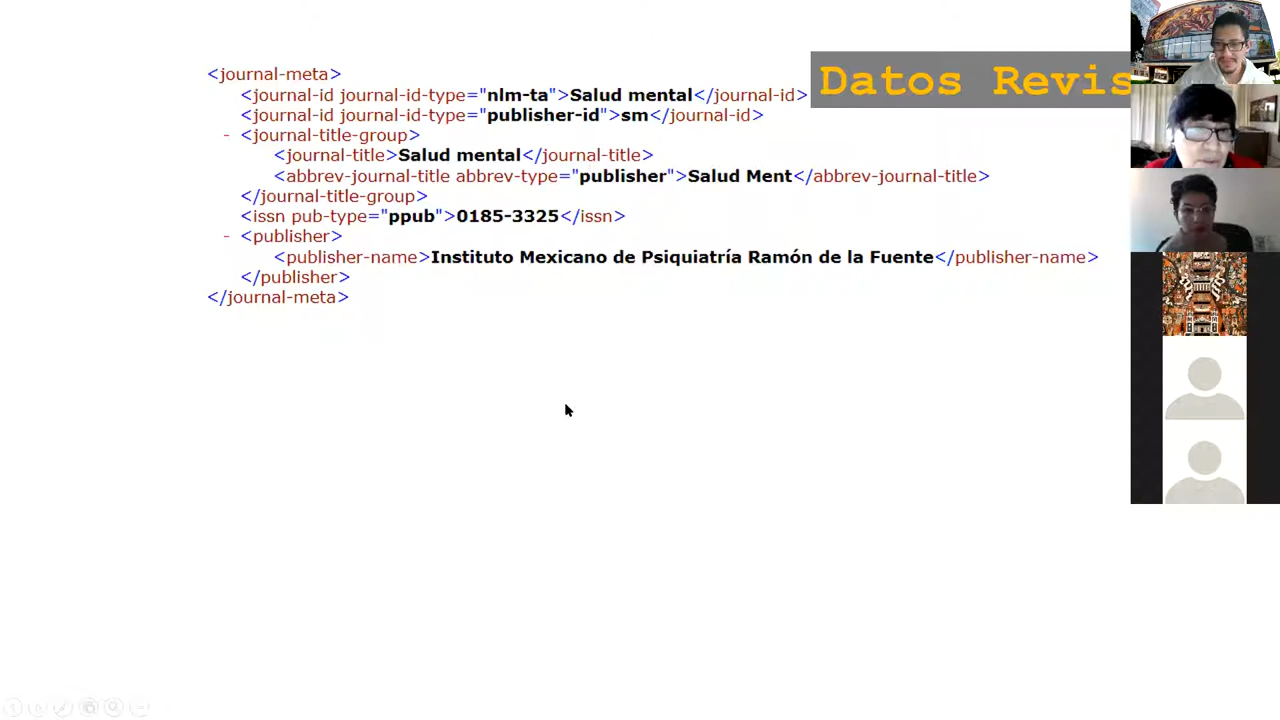 Datos Revis
<journal-meta>
<journal-id journal-id-type="nlm-ta">Salud mental</journal-id>
<journal-id journal-id-type="publisher-id">sm</journal-id>
- <journal-title-group>
<journal-title>Salud mental</journal-title>
<abbrev-journal-title abbrev-type="publisher">Salud Ment</abbrev-journal-title>
</journal-title-group>
<issn pub-type="ppub">0185-3325</issn>
- <publisher>
<publisher-name>Instituto Mexicano de Psiquiatría Ramón de la Fuente</publisher-name>
</publisher>
</journal-meta>